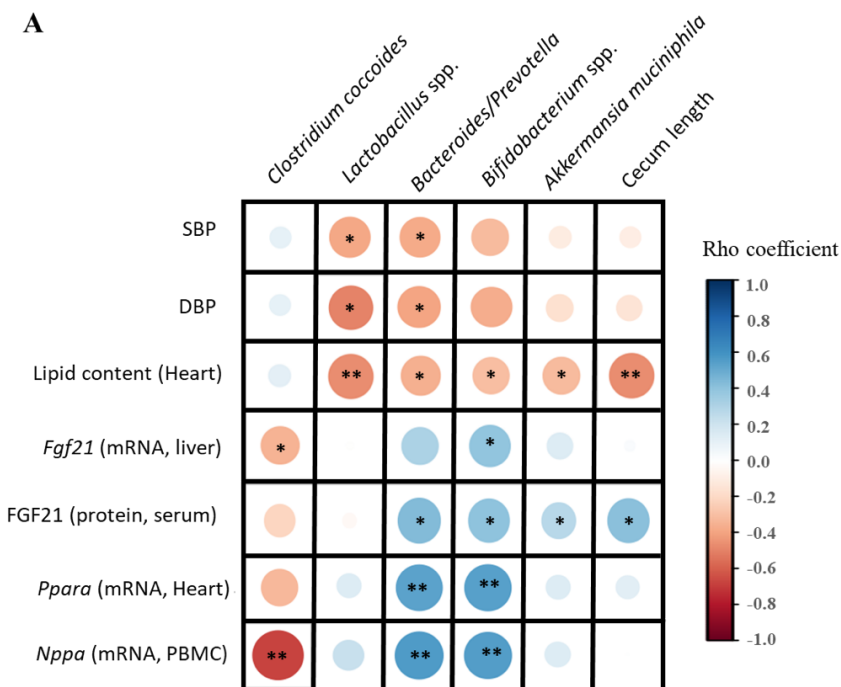 A
Clostridium coccoides
Lactobacillus spp.
Bacteroides/Prevotella
Bifidobacterium spp.
Akkermansia muciniphila
Cecum length
SBP
* *
DBP
* *
Lipid content (Heart)
** * * * **
Fgf21 (mRNA, liver)
* *
FGF21 (protein, serum)
* * * *
Ppara (mRNA, Heart)
** **
Nppa (mRNA, PBMC)
** ** **
Rho coefficient
1.0
0.8
0.6
0.4
0.2
0.0
-0.2
-0.4
-0.6
-0.8
-1.0